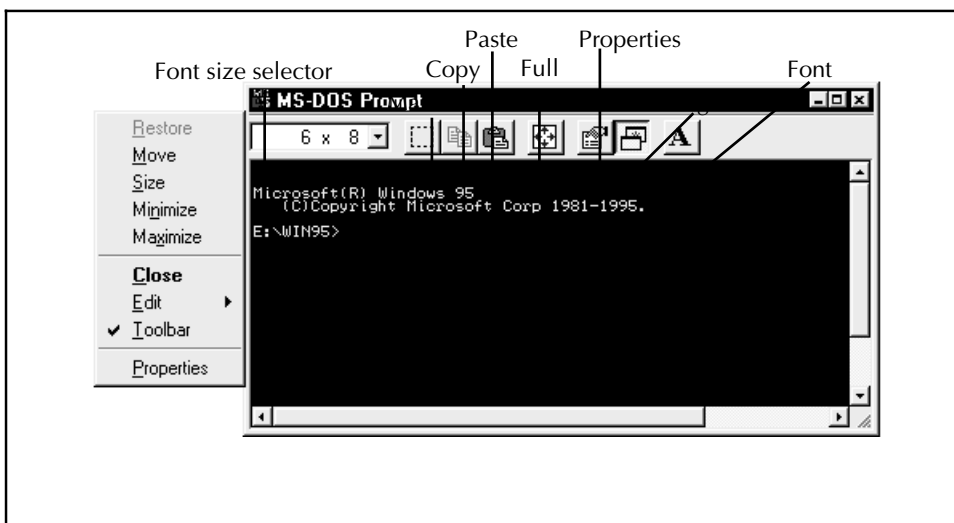 Paste Properties
Font size selector Copy Full Font
MS-DOS Prompt
6 x 8
A
Restore
Move
Size
Minimize
Maximize
Close
Edit
Toolbar
Properties
Microsoft(R) Windows 95
(C)Copyright Microsoft Corp 1981-1995.
E:\WIN95>